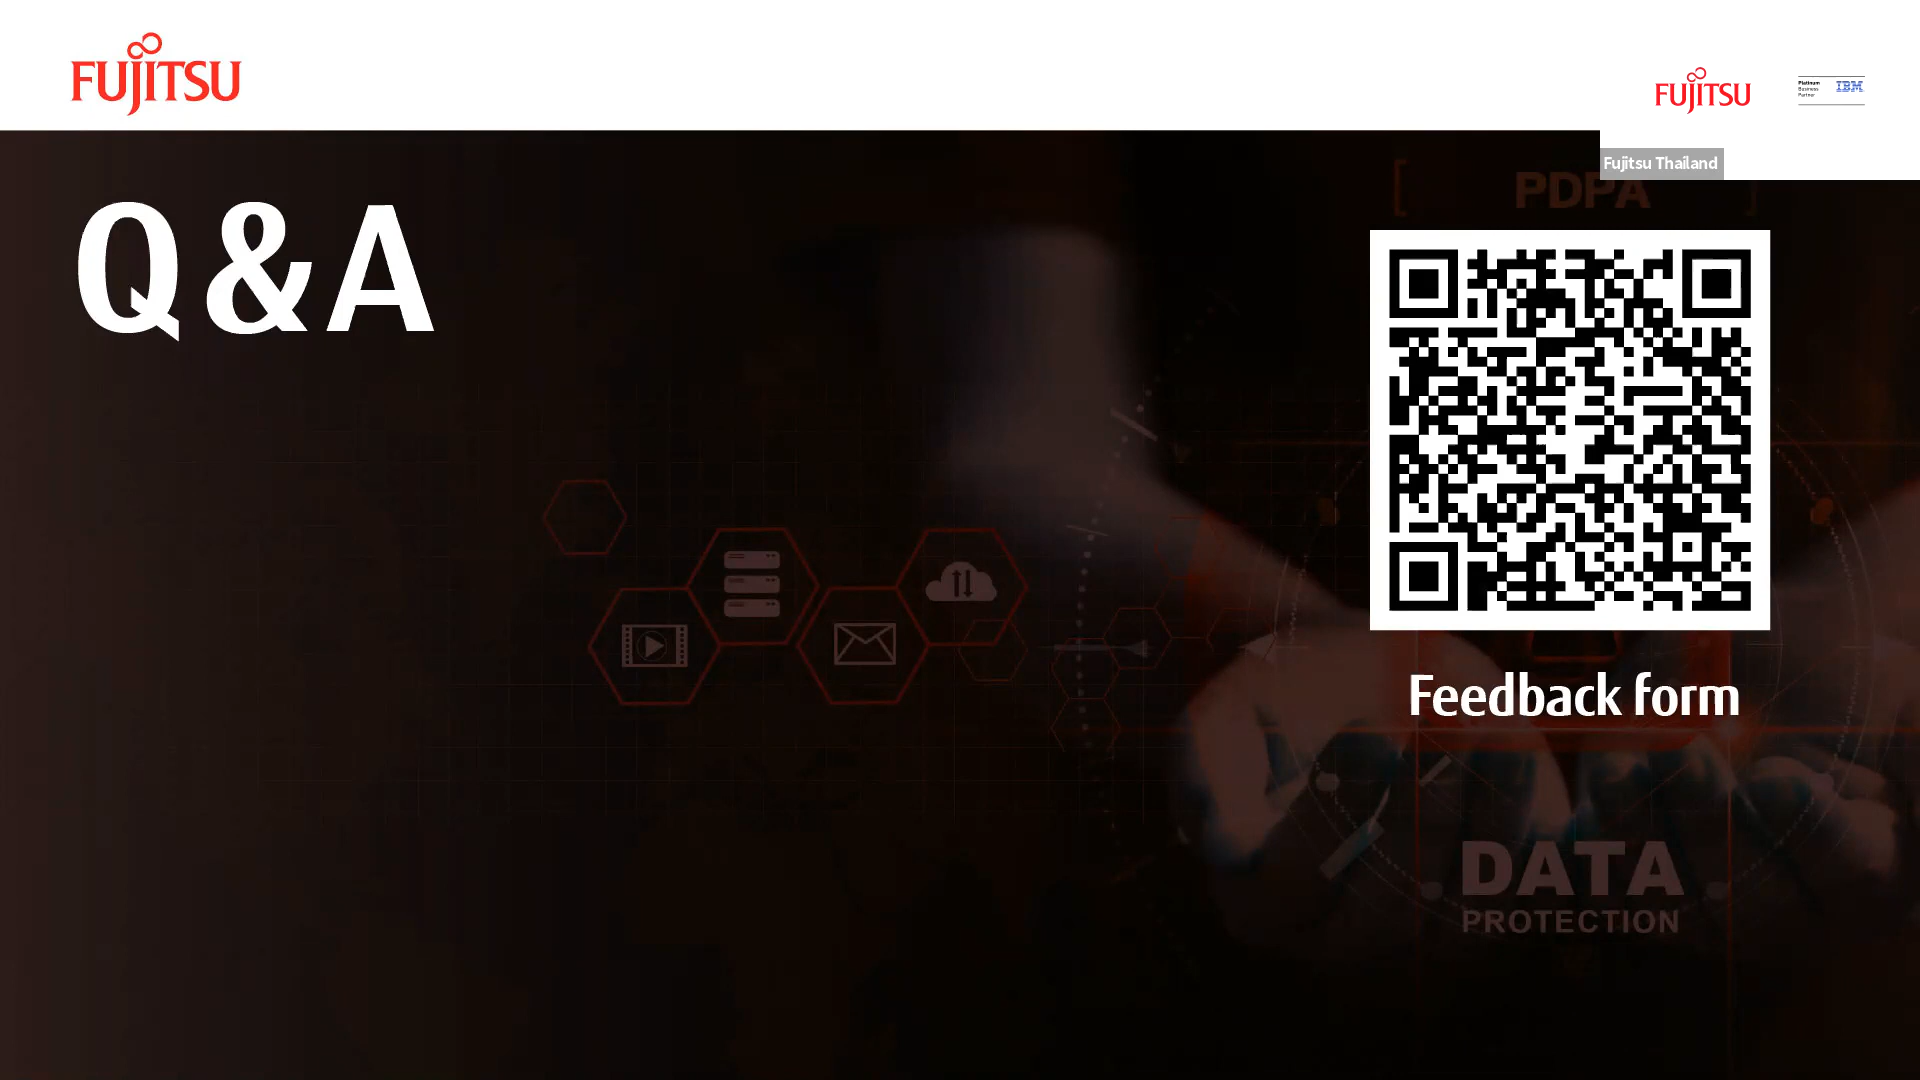 FUJITSU
FUJITSU
Platinum
Business
Partner
IBM
Fujitsu Thailand
[ PDPA ]
Q&A
Feedback form
DATA
PROTECTION